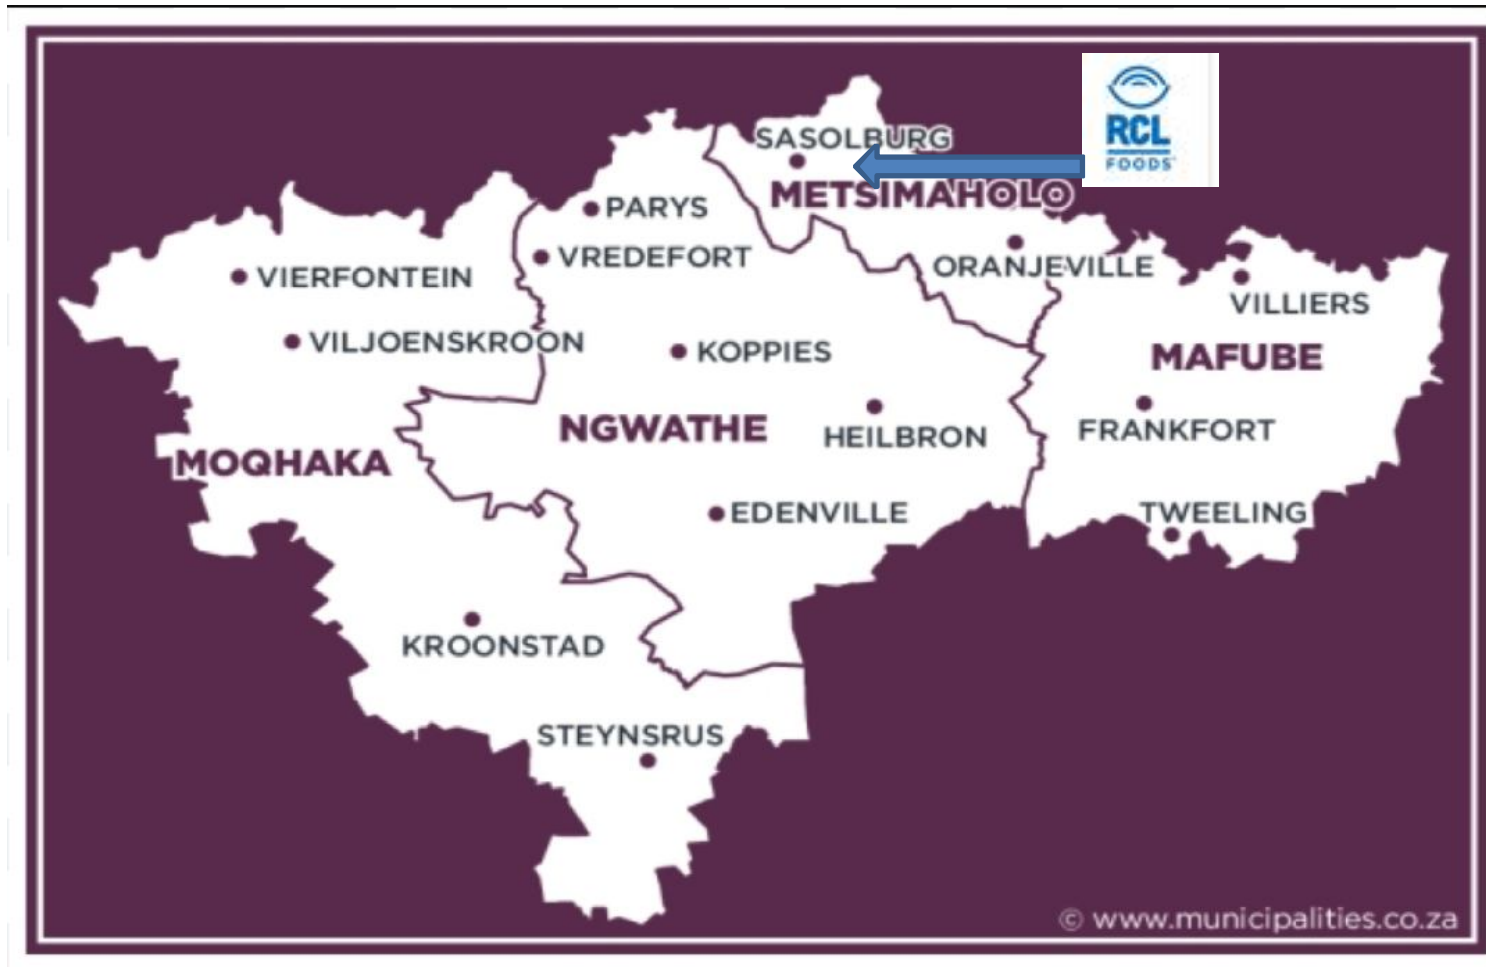 RCL
FOODS
SASOLBURG
METSIMAHOLO
PARYS
VREDEFORT
ORANJEVILLE
VIERFONTEIN
VILLIERS
VILJOENSKROON
KOPPIES
MAFUBE
NGWATHE
HEILBRON
FRANKFORT
MOQHAKA
EDENVILLE
TWEELING
KROONSTAD
STEYNSRUS
© www.municipalities.co.za